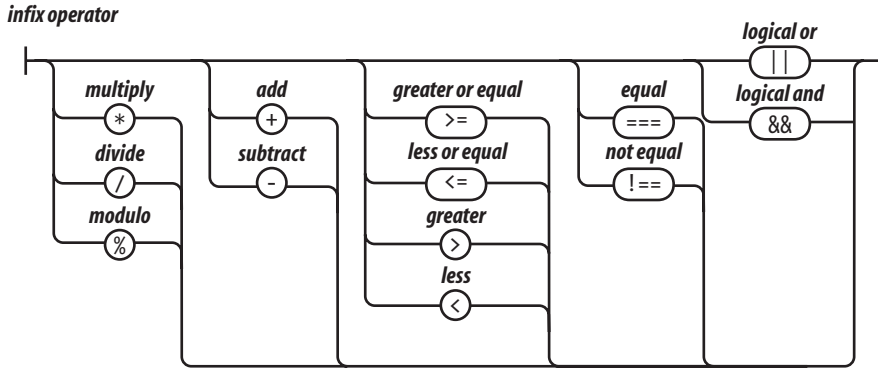 infix operator
logical or
||
multiply add greater or equal equal logical and
* + >= === &&
divide subtract less or equal not equal
/ - <= !==
modulo greater
% >
less
<